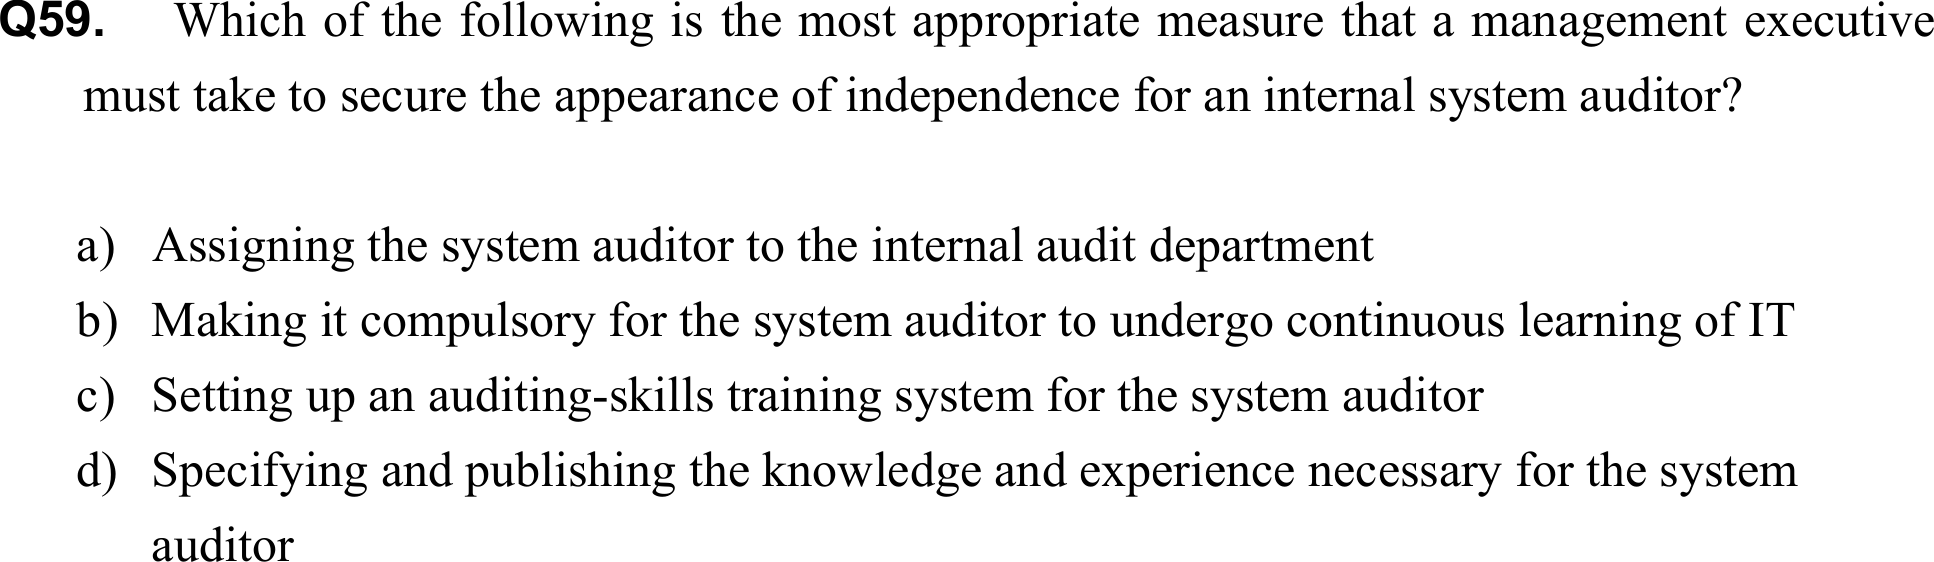 Q59. Which of the following is the most appropriate measure that a management executive
must take to secure the appearance of independence for an internal system auditor?
a) Assigning the system auditor to the internal audit department
b) Making it compulsory for the system auditor to undergo continuous learning of IT
c) Setting up an auditing-skills training system for the system auditor
d) Specifying and publishing the knowledge and experience necessary for the system
auditor